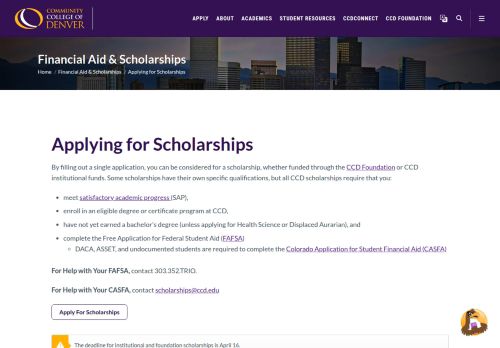 COMMUNITY
COLLEGE OF
DENVER
APPLY ABOUT ACADEMICS STUDENT RESOURCES CCDCONNECT CCD FOUNDATION
Financial Aid & Scholarships
Home / Financial Aid & Scholarships / Applying for Scholarships
Applying for Scholarships
By filling out a single application, you can be considered for a scholarship, whether funded through the CCD Foundation or CCD
institutional funds. Some scholarships have their own specific qualifications, but all CCD scholarships require that you:
meet satisfactory academic progress (SAP),
enroll in an eligible degree or certificate program at CCD,
have not yet earned a bachelor's degree (unless applying for Health Science or Displaced Aurarian), and
complete the Free Application for Federal Student Aid (FAFSA)
DACA, ASSET, and undocumented students are required to complete the Colorado Application for Student Financial Aid (CASFA)
For Help with Your FAFSA, contact 303.352.TRIO.
For Help with Your CASFA, contact scholarships@ccd.edu
Apply For Scholarships
The deadline for institutional and foundation scholarships is April 16.